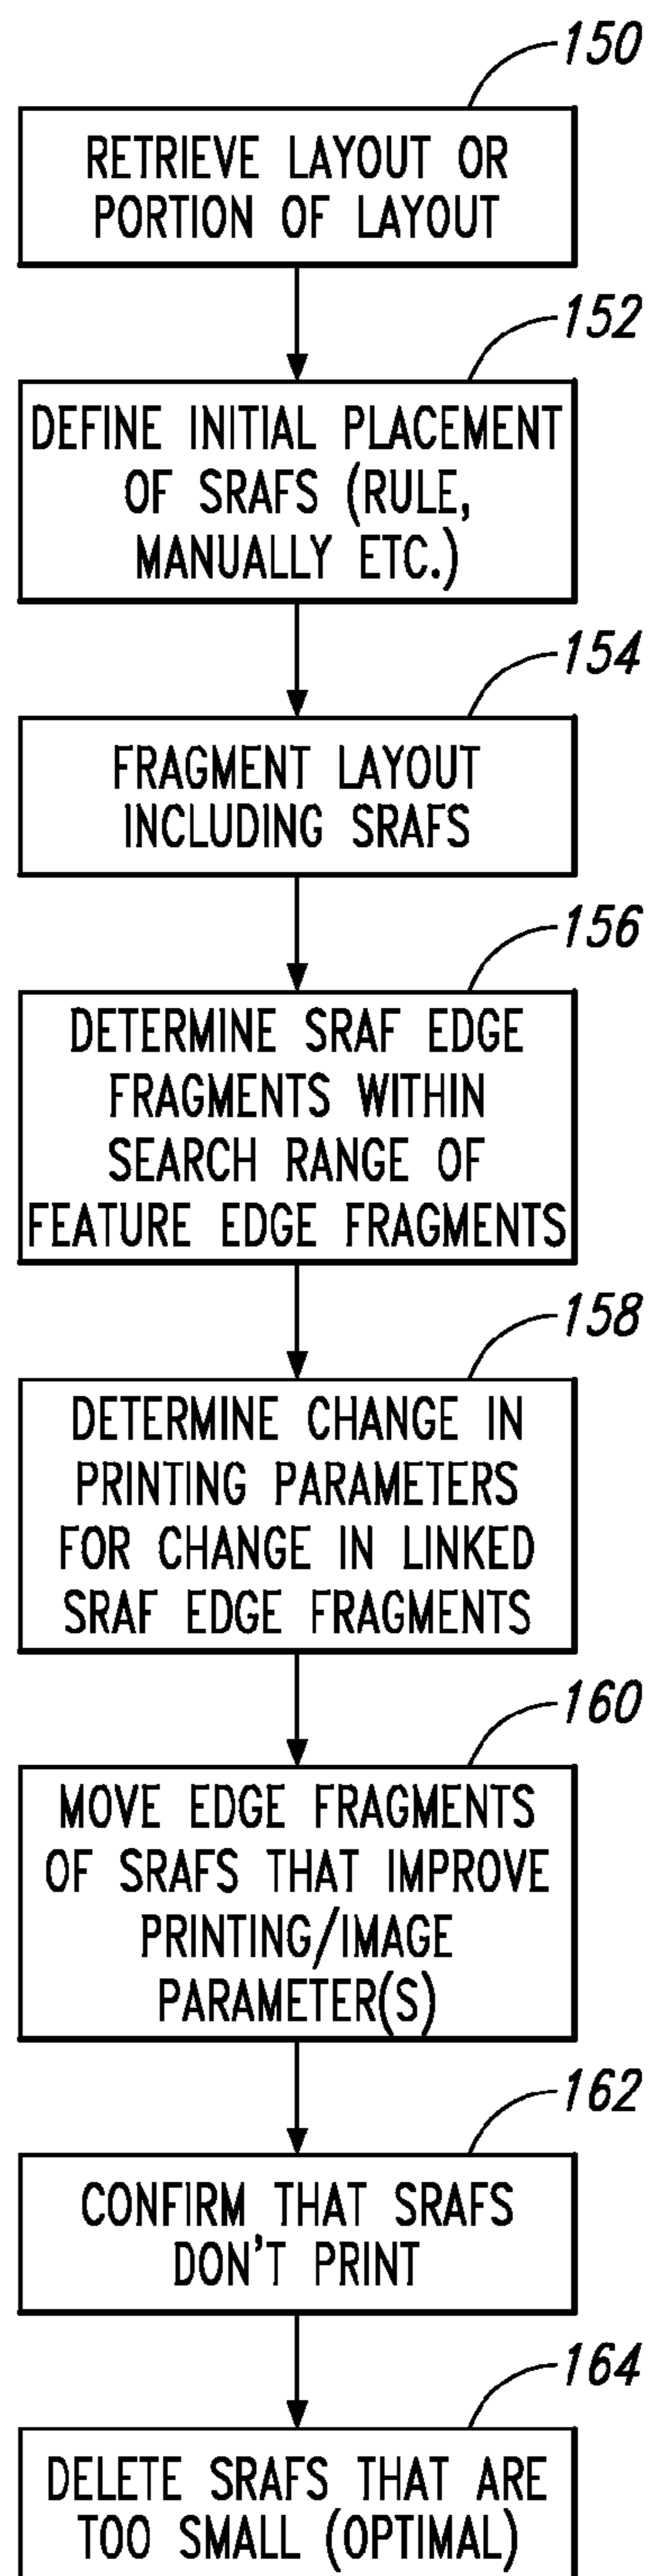 150
RETRIEVE LAYOUT OR
PORTION OF LAYOUT
152
DEFINE INITIAL PLACEMENT
OF SRAFS (RULE,
MANUALLY ETC.)
154
FRAGMENT LAYOUT
INCLUDING SRAFS
156
DETERMINE SRAF EDGE
FRAGMENTS WITHIN
SEARCH RANGE OF
FEATURE EDGE FRAGMENTS
158
DETERMINE CHANGE IN
PRINTING PARAMETERS
FOR CHANGE IN LINKED
SRAF EDGE FRAGMENTS
160
MOVE EDGE FRAGMENTS
OF SRAFS THAT IMPROVE
PRINTING/IMAGE
PARAMETER(S)
162
CONFIRM THAT SRAFS
DON'T PRINT
164
DELETE SRAFS THAT ARE
TOO SMALL (OPTIMAL)